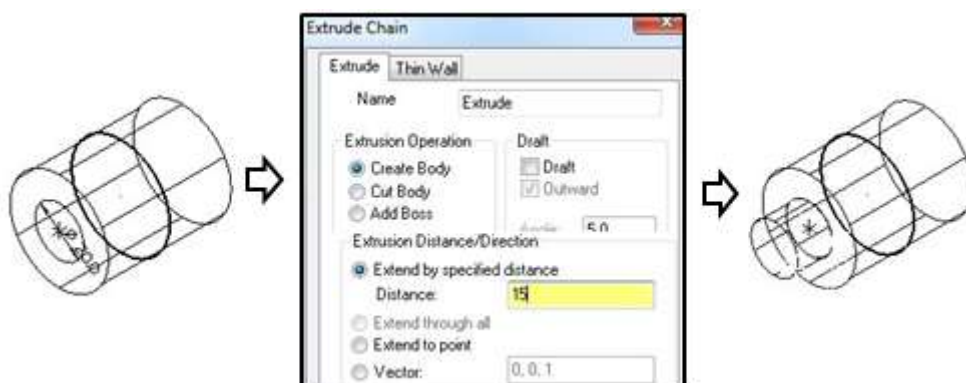 Extrude Chain
Extrude Thin Wall
Name Extrude
Extrusion Operation Draft
Create Body Draft
Cut Body Outward
Add Boss
Angle: 5.0
Extrusion Distance/Direction
Extend by specified distance
Distance: 15
Extend through all
Extend to point
Vector: 0, 0, 1